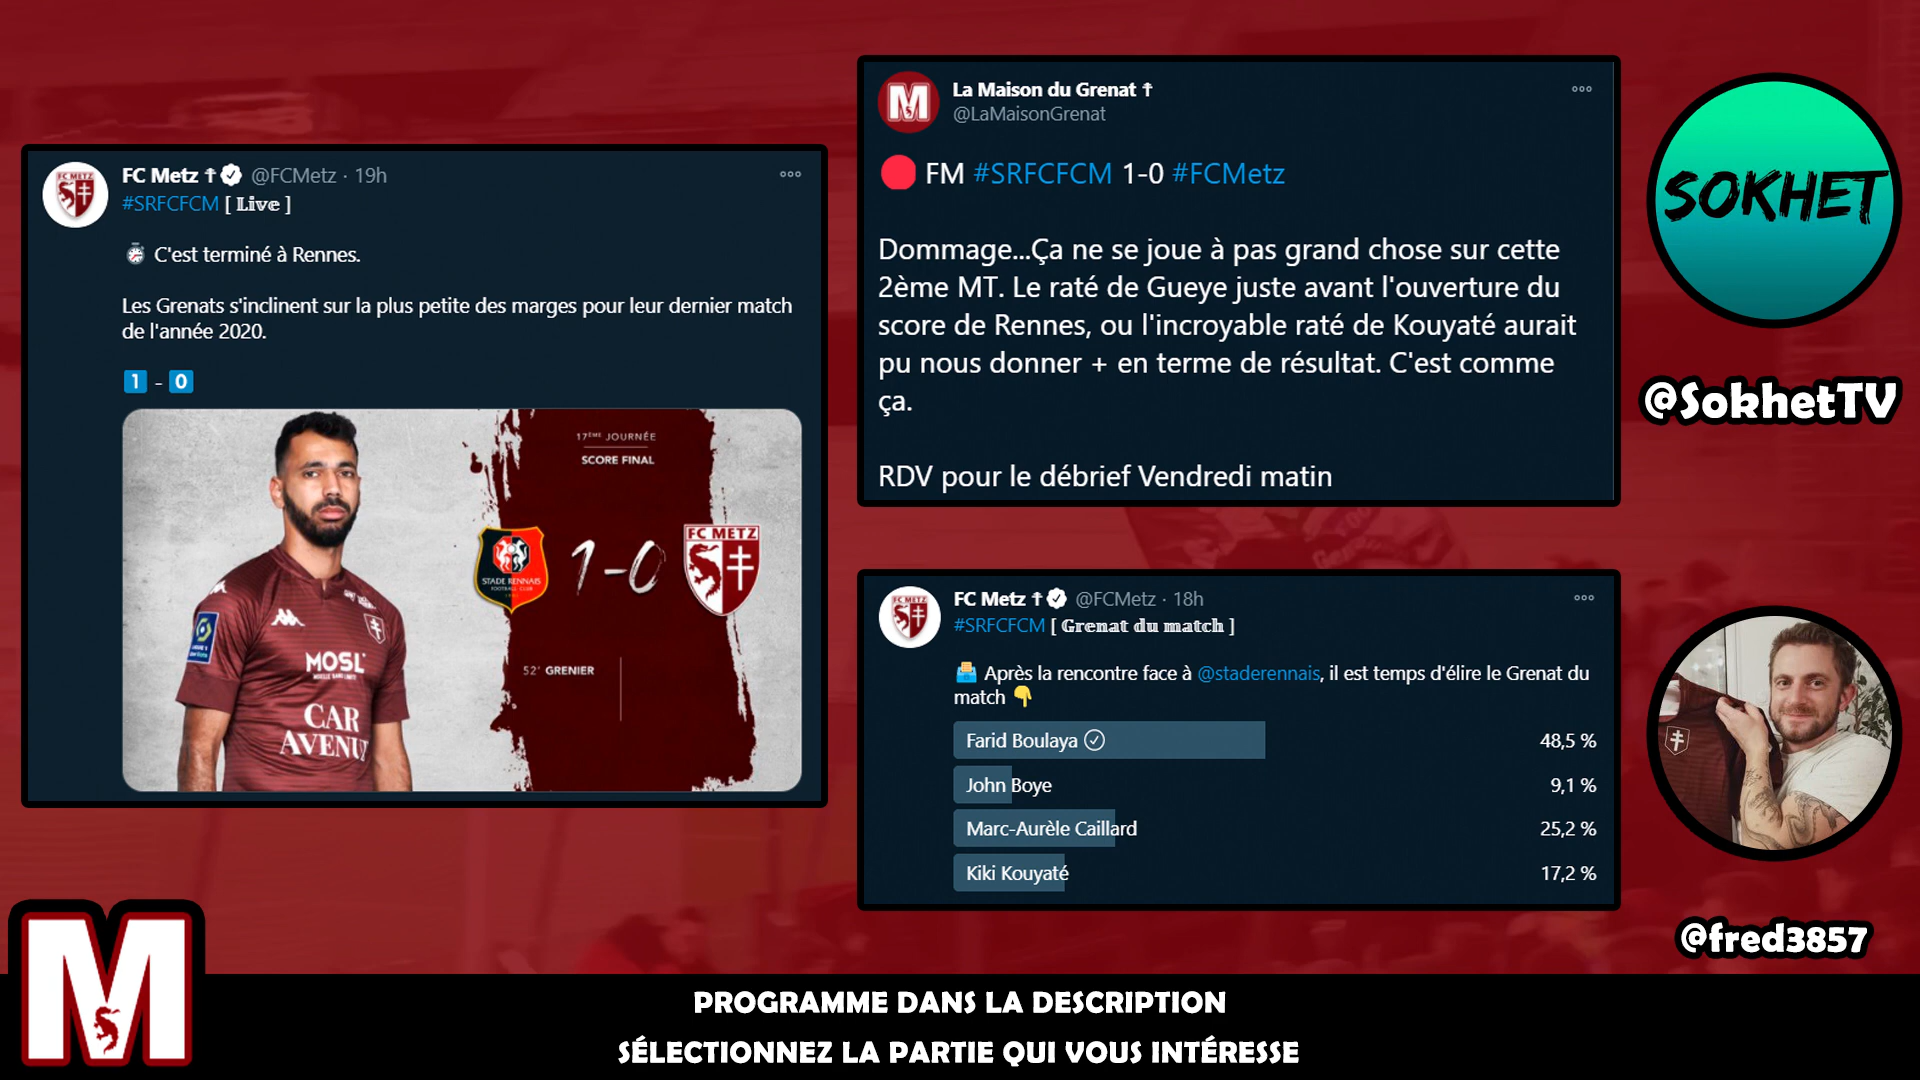 FC Metz ☨ @FCMetz · 19h
#SRFCFCM [ 𝕃𝕚𝕧𝕖 ]
⏱ C'est terminé à Rennes.
Les Grenats s'inclinent sur la plus petite des marges pour leur dernier match
de l'année 2020.
1 - 0
17ÈME JOURNÉE
SCORE FINAL
STADE RENNAIS
FOOTBALL CLUB
1-0
FC METZ
52' GRENIER
MOSL
CAR
AVENUE
La Maison du Grenat ☨
@LaMaisonGrenat
🔴 FM #SRFCFCM 1-0 #FCMetz
Dommage...Ça ne se joue à pas grand chose sur cette
2ème MT. Le raté de Gueye juste avant l'ouverture du
score de Rennes, ou l'incroyable raté de Kouyaté aurait
pu nous donner + en terme de résultat. C'est comme
ça.
RDV pour le débrief Vendredi matin
FC Metz ☨ @FCMetz · 18h
#SRFCFCM [ 𝔾𝕣𝕖𝕟𝕒𝕥 𝕕𝕦 𝕞𝕒𝕥𝕔𝕙 ]
🗳 Après la rencontre face à @staderennais, il est temps d'élire le Grenat du
match 👇
Farid Boulaya 48,5 %
John Boye 9,1 %
Marc-Aurèle Caillard 25,2 %
Kiki Kouyaté 17,2 %
SOKHET
@SokhetTV
@fred3857
M
PROGRAMME DANS LA DESCRIPTION
SÉLECTIONNEZ LA PARTIE QUI VOUS INTÉRESSE